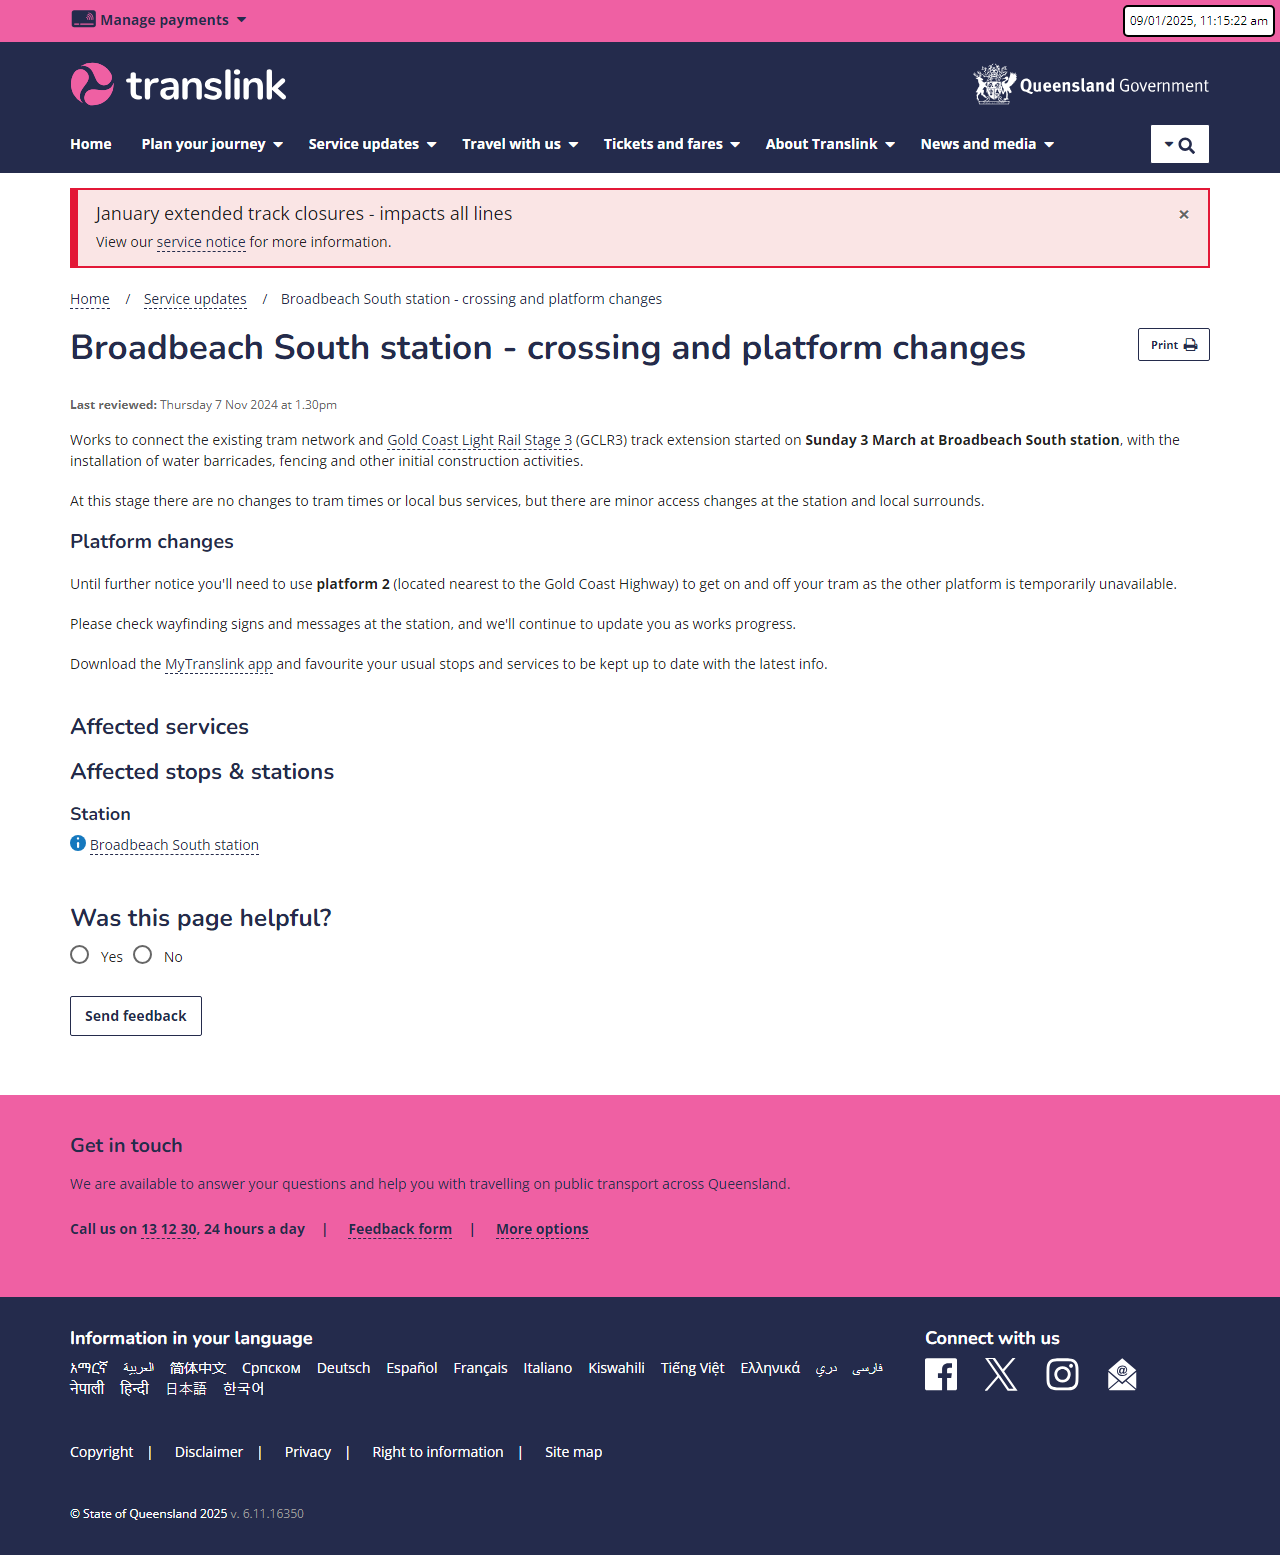 Manage payments
09/01/2025, 11:15:22 am
translink
Queensland Government
Home Plan your journey Service updates Travel with us Tickets and fares About Translink News and media
January extended track closures - impacts all lines
×
View our service notice for more information.
Home / Service updates / Broadbeach South station - crossing and platform changes
Broadbeach South station - crossing and platform changes
Print
Last reviewed: Thursday 7 Nov 2024 at 1.30pm
Works to connect the existing tram network and Gold Coast Light Rail Stage 3 (GCLR3) track extension started on Sunday 3 March at Broadbeach South station, with the
installation of water barricades, fencing and other initial construction activities.
At this stage there are no changes to tram times or local bus services, but there are minor access changes at the station and local surrounds.
Platform changes
Until further notice you'll need to use platform 2 (located nearest to the Gold Coast Highway) to get on and off your tram as the other platform is temporarily unavailable.
Please check wayfinding signs and messages at the station, and we'll continue to update you as works progress.
Download the MyTranslink app and favourite your usual stops and services to be kept up to date with the latest info.
Affected services
Affected stops & stations
Station
Broadbeach South station
Was this page helpful?
Yes No
Send feedback
Get in touch
We are available to answer your questions and help you with travelling on public transport across Queensland.
Call us on 13 12 30, 24 hours a day | Feedback form | More options
Information in your language
Connect with us
አማርኛ العربية 简体中文 Српском Deutsch Español Français Italiano Kiswahili Tiếng Việt Ελληνικά دري فارسی
नेपाली हिन्दी 日本語 한국어
Copyright | Disclaimer | Privacy | Right to information | Site map
© State of Queensland 2025 v. 6.11.16350